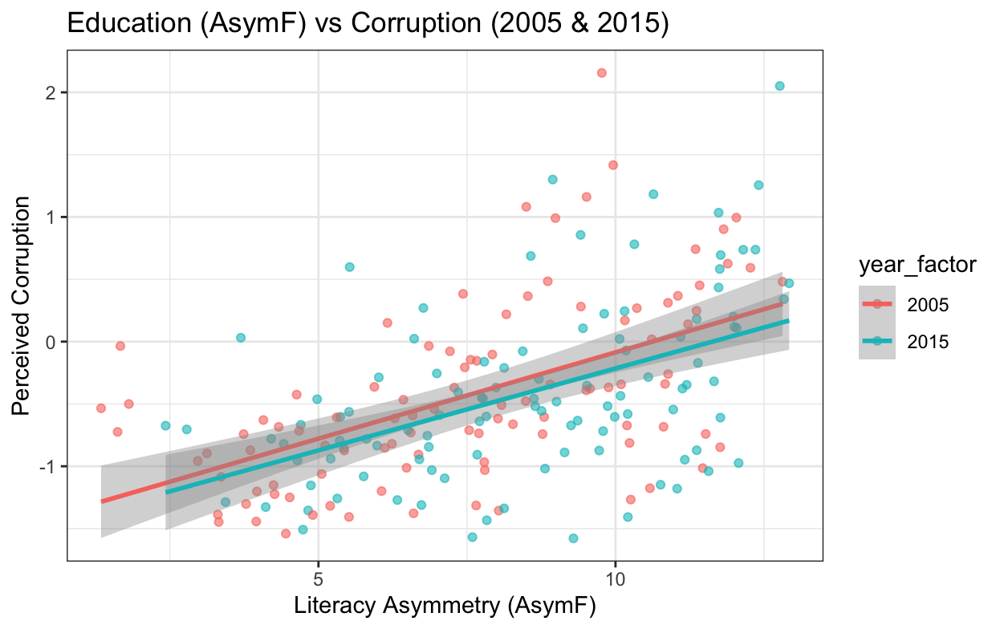 Education (AsymF) vs Corruption (2005 & 2015)
2
1
0
-1
Perceived Corruption
5
10
Literacy Asymmetry (AsymF)
year_factor
2005
2015